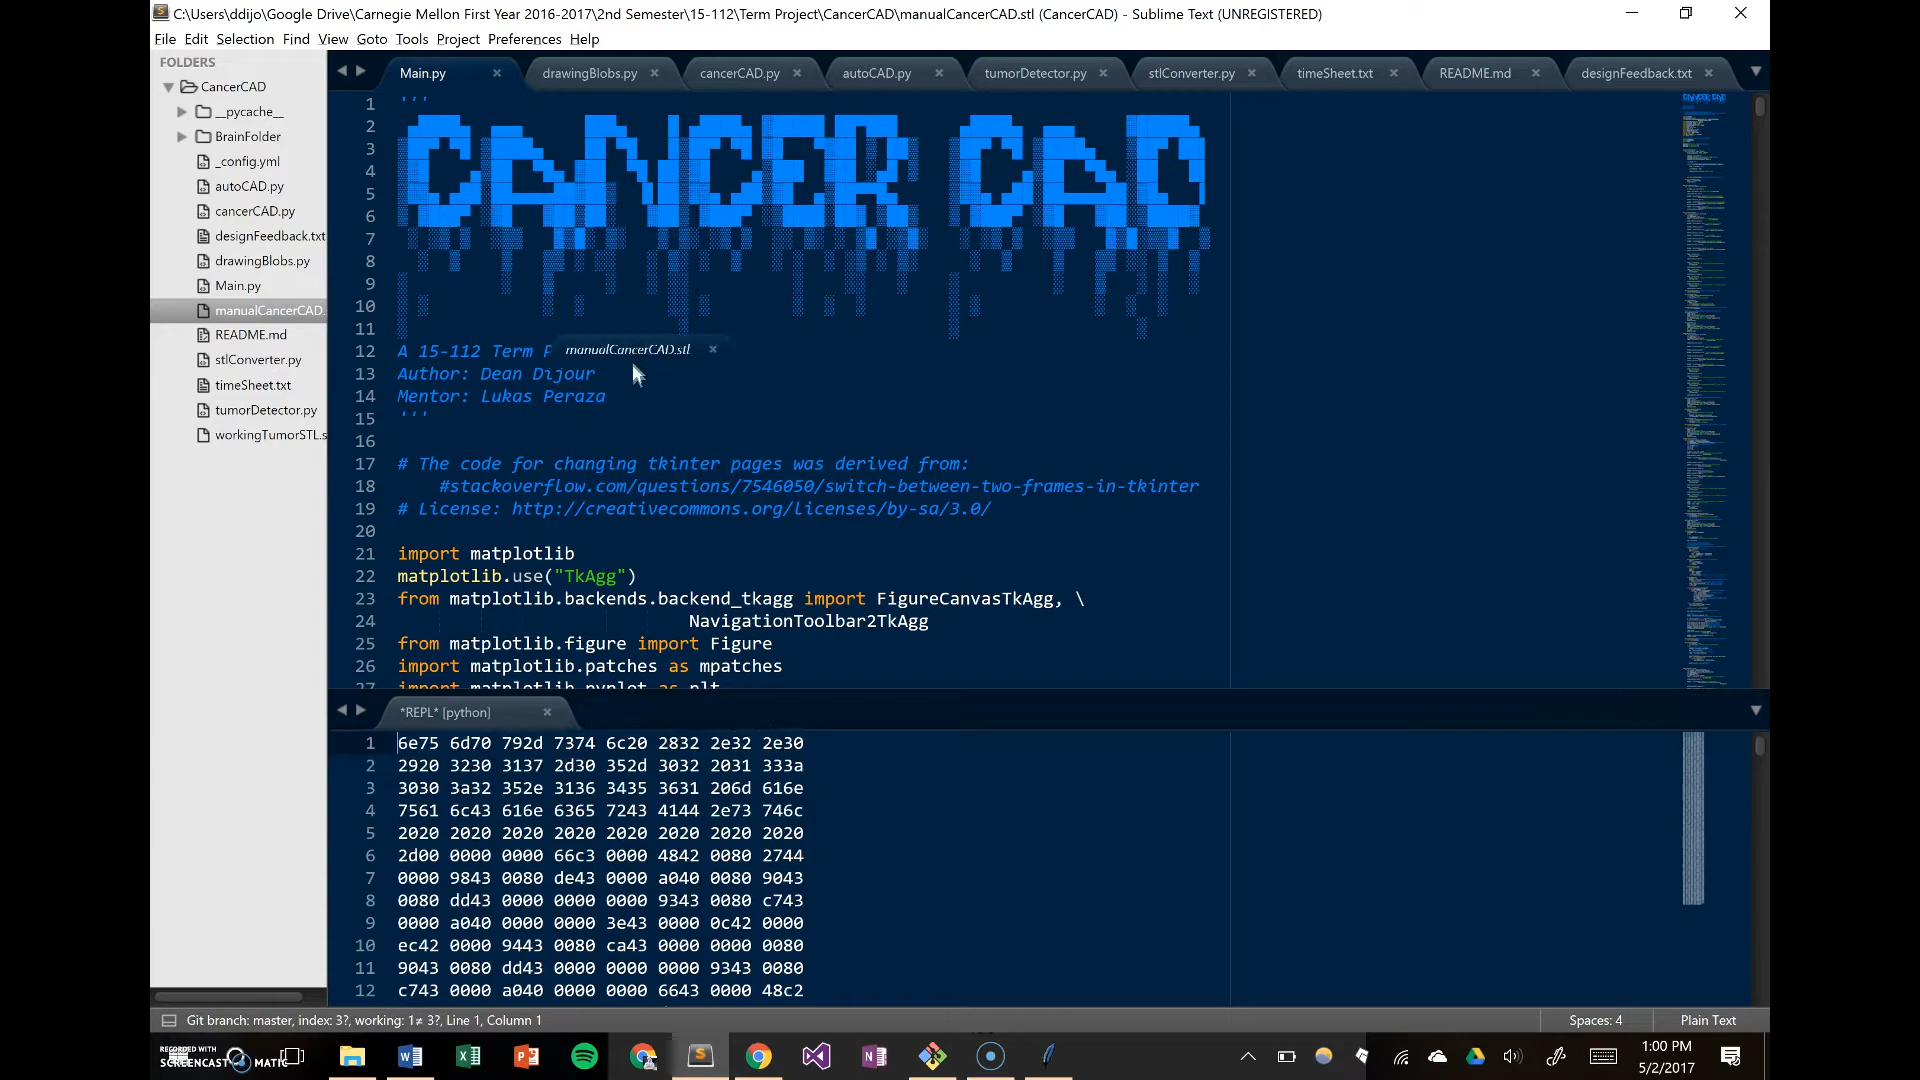 C:\Users\ddijo\Google Drive\Carnegie Mellon First Year 2016-2017\2nd Semester\15-112\Term Project\CancerCAD\manualCancerCAD.stl (CancerCAD) - Sublime Text (UNREGISTERED)
File Edit Selection Find View Goto Tools Project Preferences Help
FOLDERS
CancerCAD
__pycache__
BrainFolder
_config.yml
autoCAD.py
cancerCAD.py
designFeedback.txt
drawingBlobs.py
Main.py
manualCancerCAD.
README.md
stlConverter.py
timeSheet.txt
tumorDetector.py
workingTumorSTL.s
Main.py drawingBlobs.py cancerCAD.py autoCAD.py tumorDetector.py stlConverter.py timeSheet.txt README.md designFeedback.txt
1 '''
2
3
4
5
6
7
8
9
10
11
CANCER CAD
12 A 15-112 Term P
manualCancerCAD.stl
13 Author: Dean Dijour
14 Mentor: Lukas Peraza
15 '''
16
17 # The code for changing tkinter pages was derived from:
18 #stackoverflow.com/questions/7546050/switch-between-two-frames-in-tkinter
19 # License: http://creativecommons.org/licenses/by-sa/3.0/
20
21 import matplotlib
22 matplotlib.use("TkAgg")
23 from matplotlib.backends.backend_tkagg import FigureCanvasTkAgg, \
24 NavigationToolbar2TkAgg
25 from matplotlib.figure import Figure
26 import matplotlib.patches as mpatches
27 import matplotlib.pyplot as plt
*REPL* [python]
1 6e75 6d70 792d 7374 6c20 2832 2e32 2e30
2 2920 3230 3137 2d30 352d 3032 2031 333a
3 3030 3a32 352e 3136 3435 3631 206d 616e
4 7561 6c43 616e 6365 7243 4144 2e73 746c
5 2020 2020 2020 2020 2020 2020 2020 2020
6 2d00 0000 0000 66c3 0000 4842 0080 2744
7 0000 9843 0080 de43 0000 a040 0080 9043
8 0080 dd43 0000 0000 0000 9343 0080 c743
9 0000 a040 0000 0000 3e43 0000 0c42 0000
10 ec42 0000 9443 0080 ca43 0000 0000 0080
11 9043 0080 dd43 0000 0000 0000 9343 0080
12 c743 0000 a040 0000 0000 6643 0000 48c2
Git branch: master, index: 3?, working: 1≠ 3?, Line 1, Column 1
Spaces: 4
Plain Text
RECORDED WITH
SCREENCAST MATIC
1:00 PM
5/2/2017